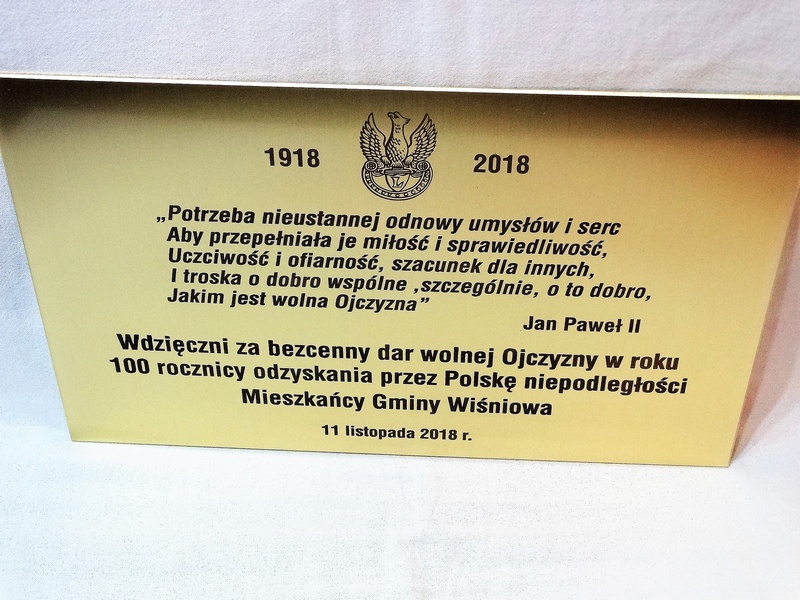 1918 2018
„Potrzeba nieustannej odnowy umysłów i serc
Aby przepełniała je miłość i sprawiedliwość,
Uczciwość i ofiarność, szacunek dla innych,
I troska o dobro wspólne ,szczególnie, o to dobro,
Jakim jest wolna Ojczyzna”
Jan Paweł II
Wdzięczni za bezcenny dar wolnej Ojczyzny w roku
100 rocznicy odzyskania przez Polskę niepodległości
Mieszkańcy Gminy Wiśniowa
11 listopada 2018 r.